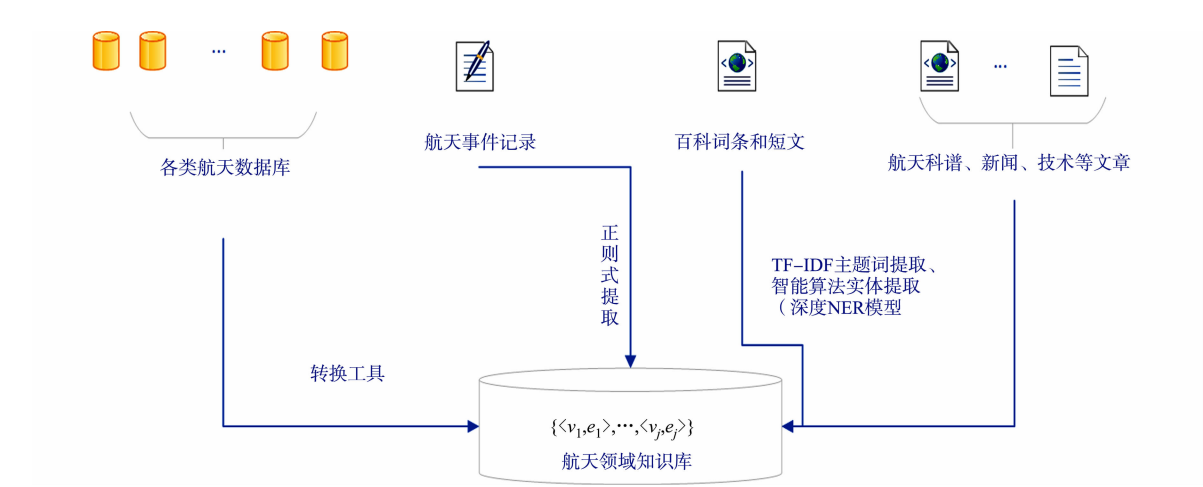 ...
...
各类航天数据库
航天事件记录
百科词条和短文
航天科谱、新闻、技术等文章
正则式提取
TF-IDF主题词提取、
智能算法实体提取
（深度NER模型
转换工具
{<v1,e1>,…,<vj,ej>}
航天领域知识库